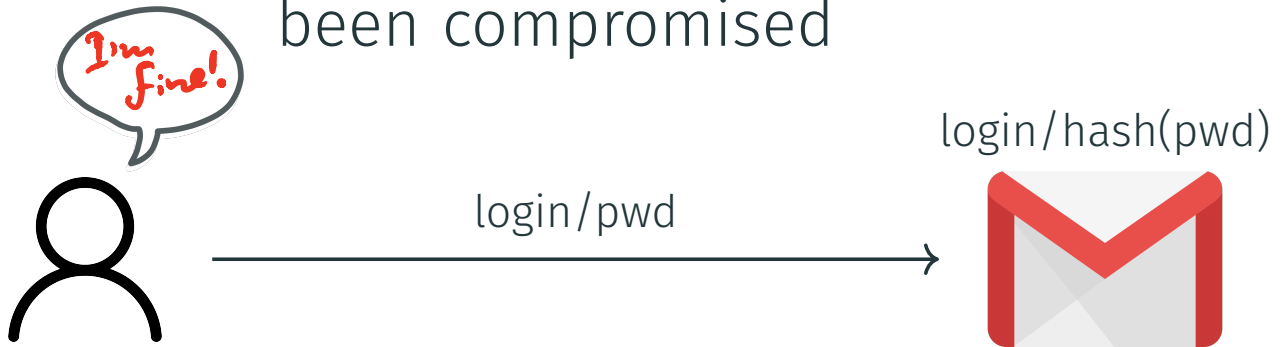 been compromised
I'm
fine!
login/hash(pwd)
login/pwd